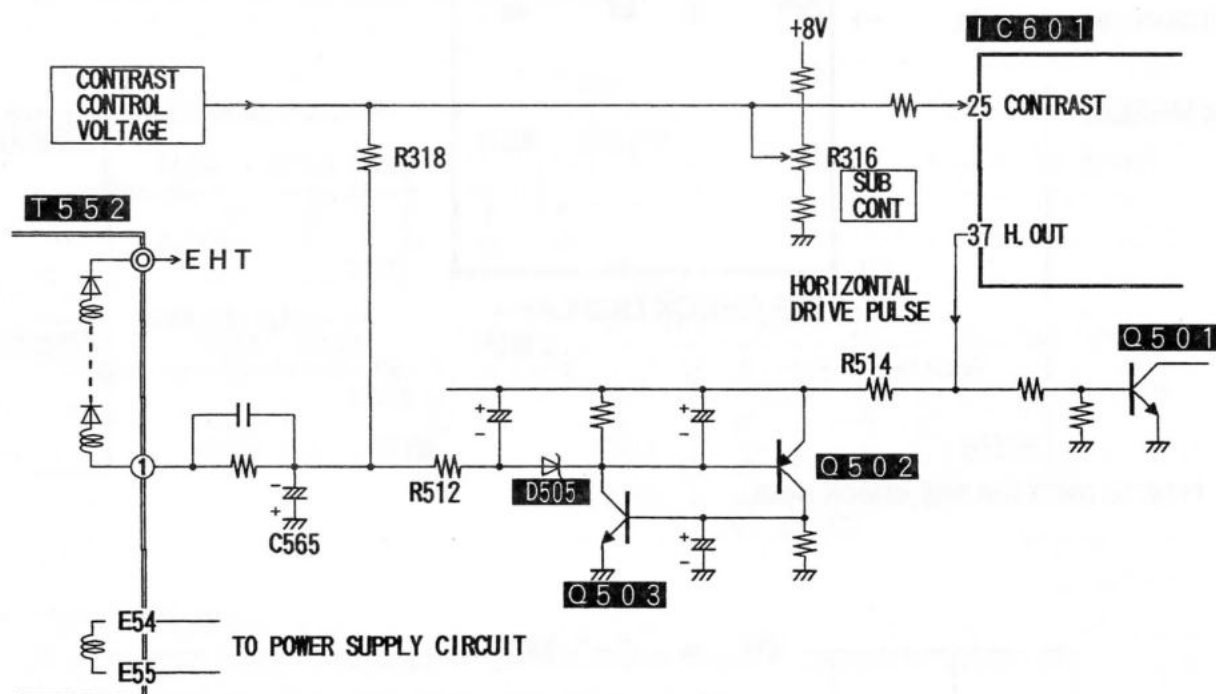 +8V
IC601
CONTRAST
CONTROL
VOLTAGE
25 CONTRAST
R318
R316
SUB
CONT
T552
37 H.OUT
EHT
HORIZONTAL
DRIVE PULSE
Q501
R514
+
-
+
-
1
Q502
R512
D505
-
+
C565
+
-
Q503
E54
TO POWER SUPPLY CIRCUIT
E55